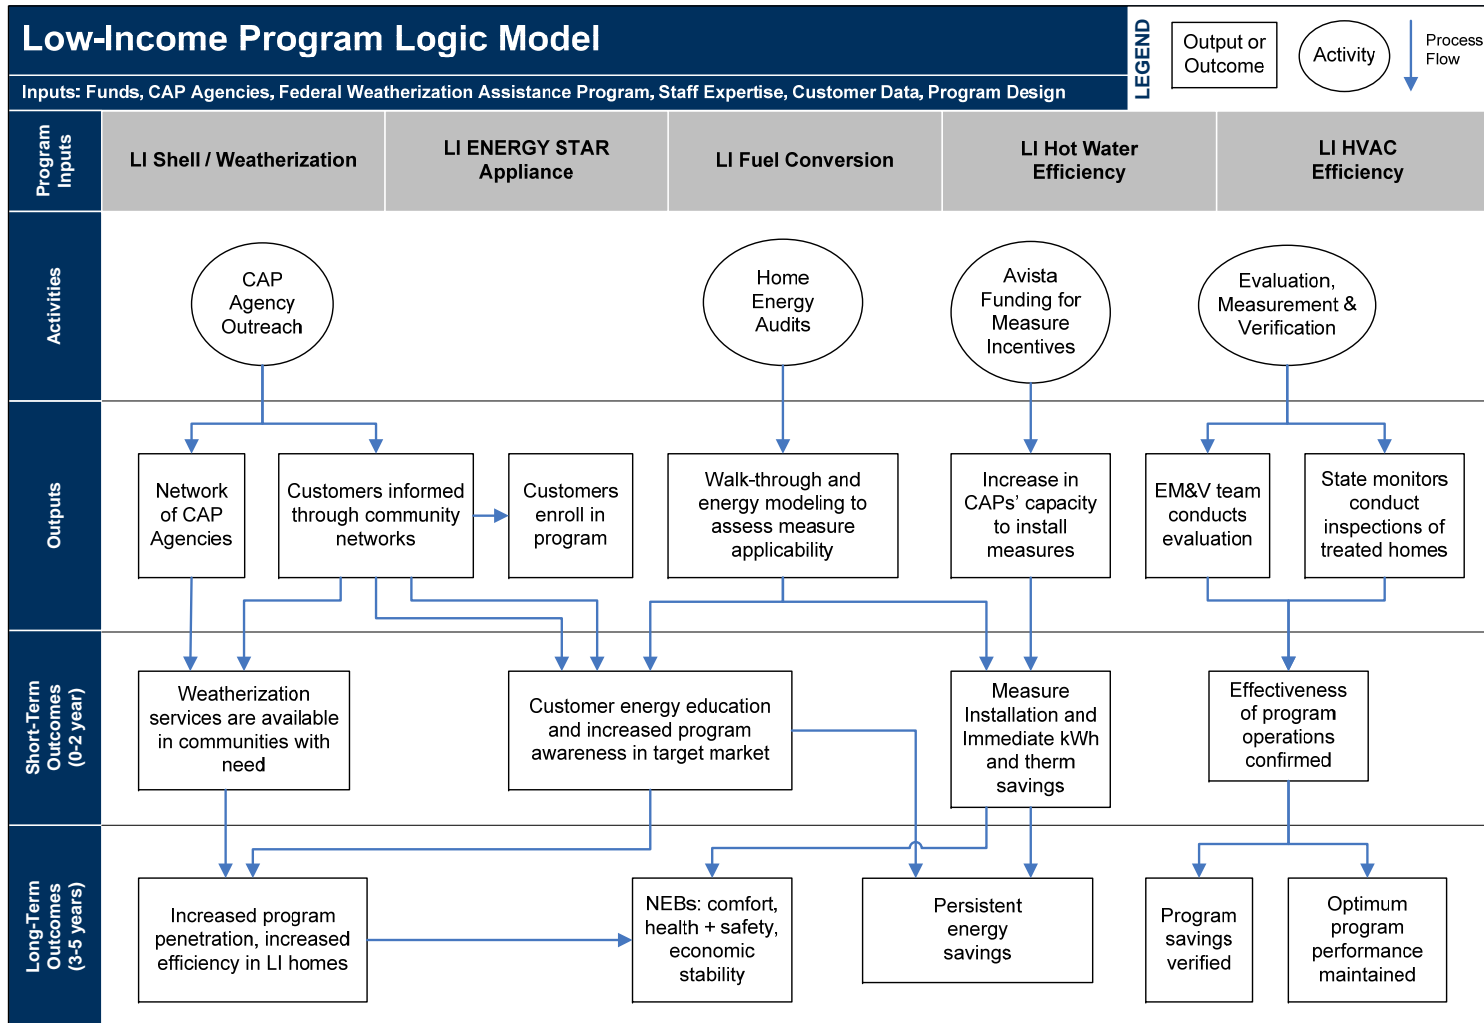 Low-Income Program Logic Model
Inputs: Funds, CAP Agencies, Federal Weatherization Assistance Program, Staff Expertise, Customer Data, Program Design
LEGEND
Output or
Outcome
Activity
Process
Flow
Program
Inputs
LI Shell / Weatherization
LI ENERGY STAR
Appliance
LI Fuel Conversion
LI Hot Water
Efficiency
LI HVAC
Efficiency
Activities
CAP
Agency
Outreach
Home
Energy
Audits
Avista
Funding for
Measure
Incentives
Evaluation,
Measurement &
Verification
Outputs
Network
of CAP
Agencies
Customers informed
through community
networks
Customers
enroll in
program
Walk-through and
energy modeling to
assess measure
applicability
Increase in
CAPs' capacity
to install
measures
EM&V team
conducts
evaluation
State monitors
conduct
inspections of
treated homes
Short-Term
Outcomes
(0-2 year)
Weatherization
services are available
in communities with
need
Customer energy education
and increased program
awareness in target market
Measure
Installation and
Immediate kWh
and therm
savings
Effectiveness
of program
operations
confirmed
Long-Term
Outcomes
(3-5 years)
Increased program
penetration, increased
efficiency in LI homes
NEBs: comfort,
health + safety,
economic
stability
Persistent
energy
savings
Program
savings
verified
Optimum
program
performance
maintained